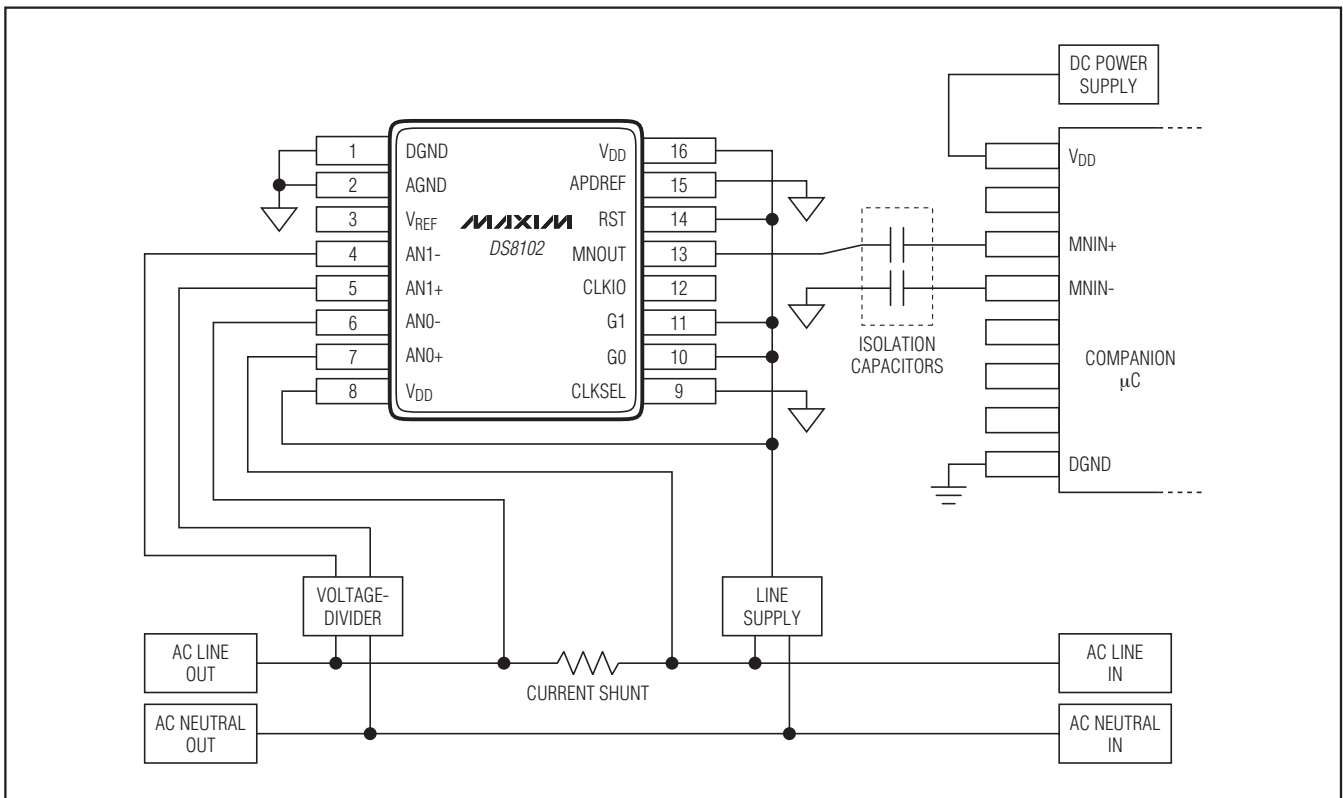 DC POWER
SUPPLY
1 DGND VDD 16
2 AGND APDREF 15
3 VREF MAXIM RST 14
4 AN1- DS8102 MNOUT 13
5 AN1+ CLKIO 12
6 AN0- G1 11
7 AN0+ G0 10
8 VDD CLKSEL 9
ISOLATION
CAPACITORS
VDD
MNIN+
MNIN-
COMPANION
μC
DGND
VOLTAGE-
DIVIDER
LINE
SUPPLY
AC LINE
OUT
CURRENT SHUNT
AC LINE
IN
AC NEUTRAL
OUT
AC NEUTRAL
IN